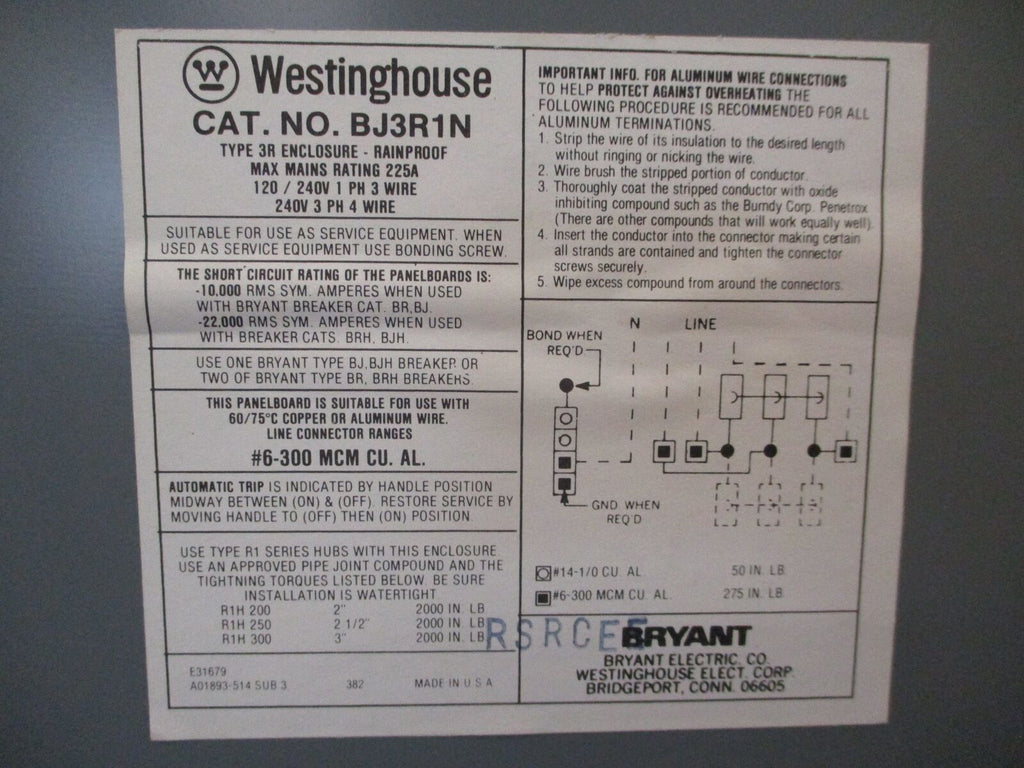 W Westinghouse
CAT. NO. BJ3R1N
TYPE 3R ENCLOSURE - RAINPROOF
MAX MAINS RATING 225A
120 / 240V 1 PH 3 WIRE
240V 3 PH 4 WIRE
SUITABLE FOR USE AS SERVICE EQUIPMENT. WHEN
USED AS SERVICE EQUIPMENT USE BONDING SCREW.
THE SHORT CIRCUIT RATING OF THE PANELBOARDS IS:
-10,000 RMS SYM. AMPERES WHEN USED
WITH BRYANT BREAKER CAT. BR,BJ.
-22,000 RMS SYM. AMPERES WHEN USED
WITH BREAKER CATS. BRH, BJH.
USE ONE BRYANT TYPE BJ,BJH BREAKER OR
TWO OF BRYANT TYPE BR, BRH BREAKERS.
THIS PANELBOARD IS SUITABLE FOR USE WITH
60/75°C COPPER OR ALUMINUM WIRE.
LINE CONNECTOR RANGES
#6-300 MCM CU. AL.
AUTOMATIC TRIP IS INDICATED BY HANDLE POSITION
MIDWAY BETWEEN (ON) & (OFF). RESTORE SERVICE BY
MOVING HANDLE TO (OFF) THEN (ON) POSITION.
USE TYPE R1 SERIES HUBS WITH THIS ENCLOSURE.
USE AN APPROVED PIPE JOINT COMPOUND AND THE
TIGHTNING TORQUES LISTED BELOW. BE SURE
INSTALLATION IS WATERTIGHT
R1H 200 2" 2000 IN. LB.
R1H 250 2 1/2" 2000 IN. LB.
R1H 300 3" 2000 IN. LB.
E31679
A01893-514 SUB 3 382 MADE IN U S A
IMPORTANT INFO. FOR ALUMINUM WIRE CONNECTIONS
TO HELP PROTECT AGAINST OVERHEATING THE
FOLLOWING PROCEDURE IS RECOMMENDED FOR ALL
ALUMINUM TERMINATIONS.
1. Strip the wire of its insulation to the desired length
without ringing or nicking the wire.
2. Wire brush the stripped portion of conductor.
3. Thoroughly coat the stripped conductor with oxide
inhibiting compound such as the Burndy Corp. Penetrox
(There are other compounds that will work equally well).
4. Insert the conductor into the connector making certain
all strands are contained and tighten the connector
screws securely.
5. Wipe excess compound from around the connectors.
N LINE
BOND WHEN
REQ'D
GND. WHEN
REQ'D
#14-1/0 CU. AL 50 IN. LB.
#6-300 MCM CU. AL. 275 IN. LB.
RSRCEE
BRYANT
BRYANT ELECTRIC. CO.
WESTINGHOUSE ELECT. CORP.
BRIDGEPORT, CONN. 06605